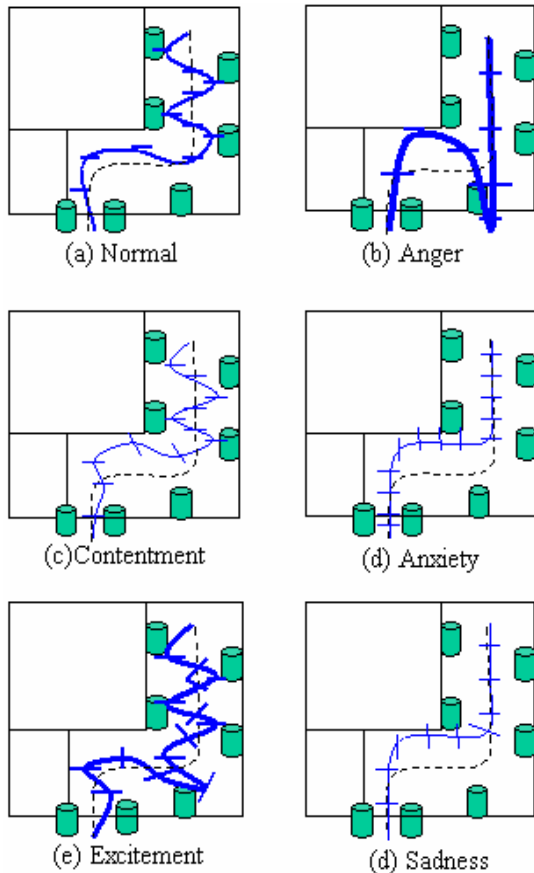 (a) Normal
(b) Anger
(c)Contentment
(d) Anxiety
(e) Excitement
(d) Sadness